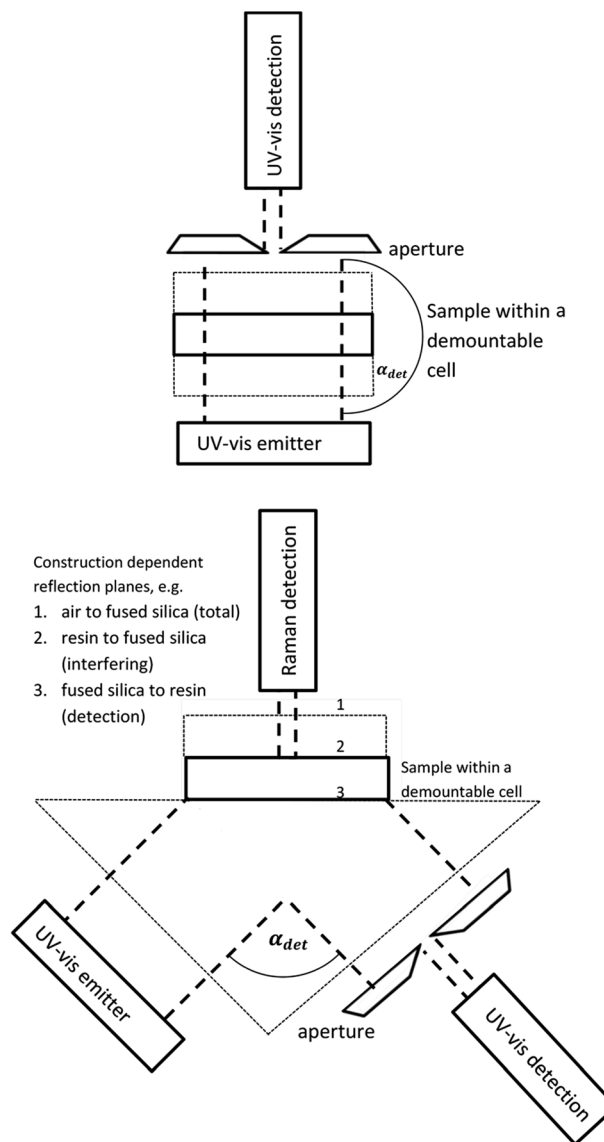 UV-vis detection
aperture
Sample within a
demountable
cell
α_det
UV-vis emitter
Construction dependent
reflection planes, e.g.
1. air to fused silica (total)
2. resin to fused silica
(interfering)
3. fused silica to resin
(detection)
Raman detection
1
2
3
Sample within a
demountable cell
UV-vis emitter
α_det
aperture
UV-vis detection